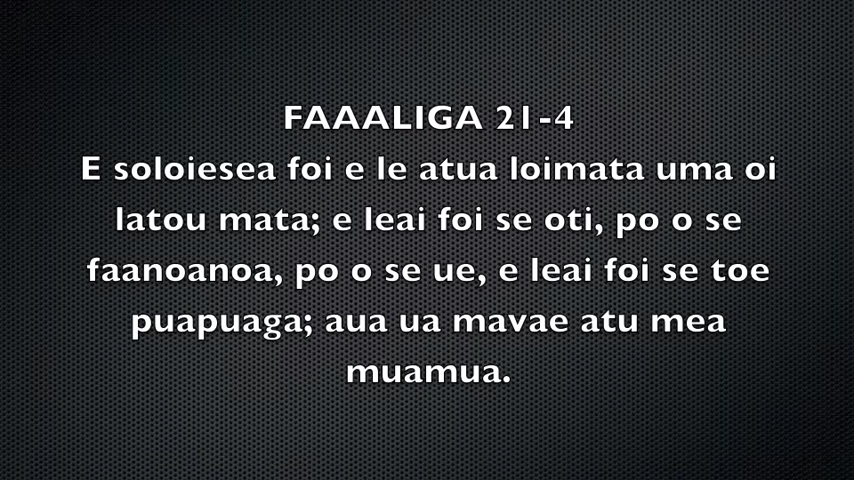 FAAALIGA 21-4
E soloiesea foi e le atua loimata uma oi
latou mata; e leai foi se oti, po o se
faanoanoa, po o se ue, e leai foi se toe
puapuaga; aua ua mavae atu mea
muamua.